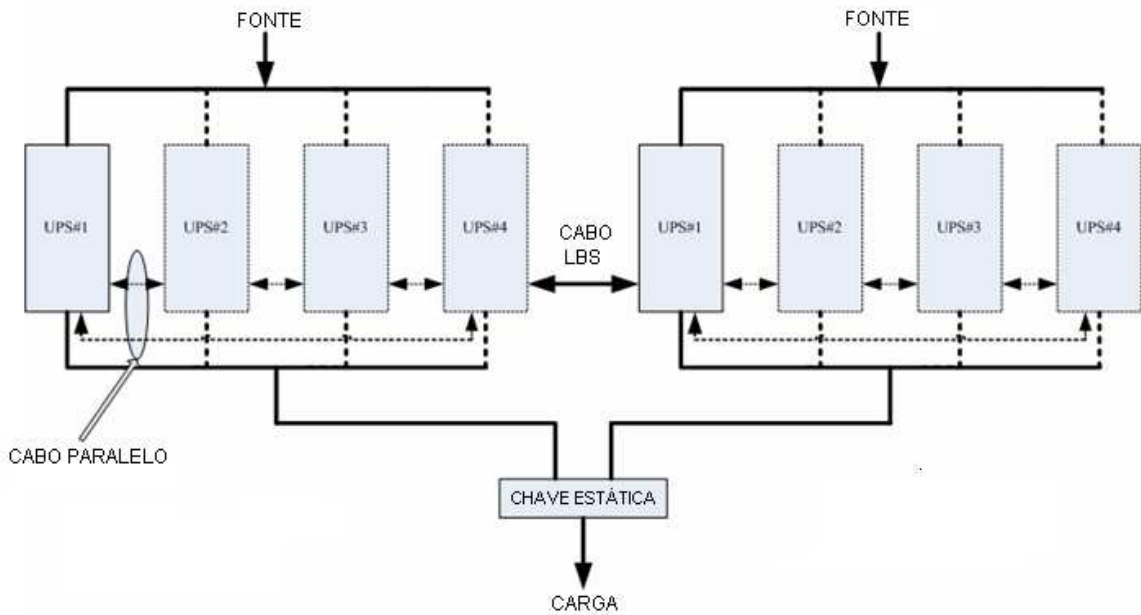 FONTE
FONTE
UPS#1
UPS#2
UPS#3
UPS#4
CABO
LBS
UPS#1
UPS#2
UPS#3
UPS#4
CABO PARALELO
CHAVE ESTÁTICA
CARGA